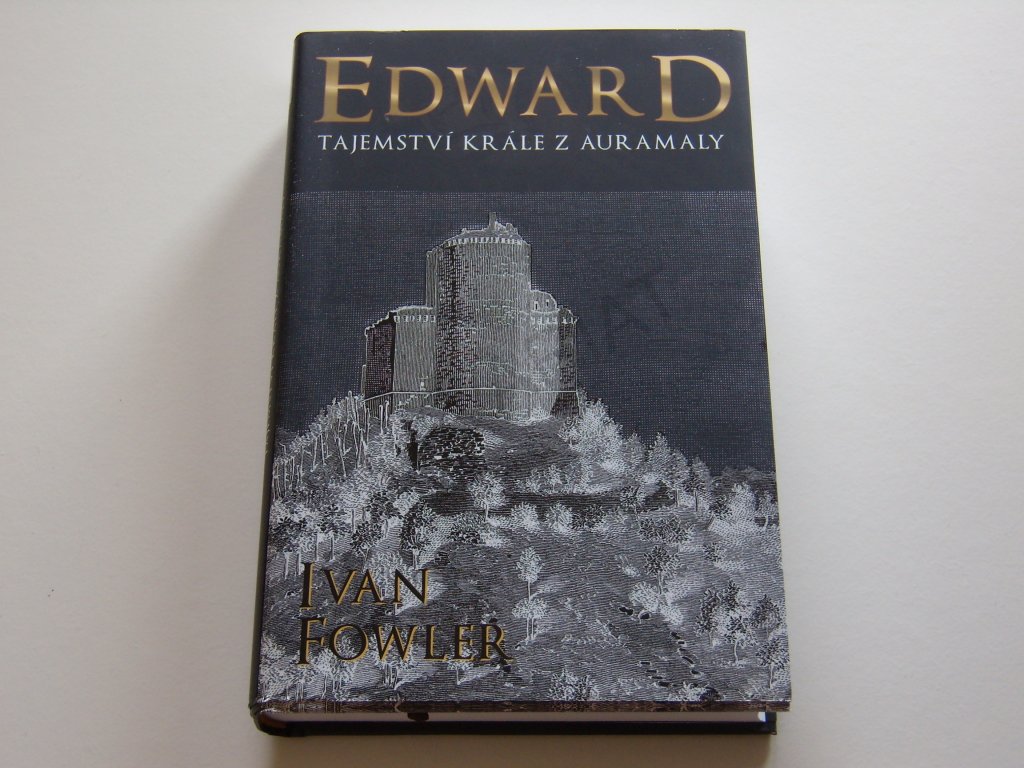 EDWARD
TAJEMSTVÍ KRÁLE Z AURAMALY
IVAN
FOWLER